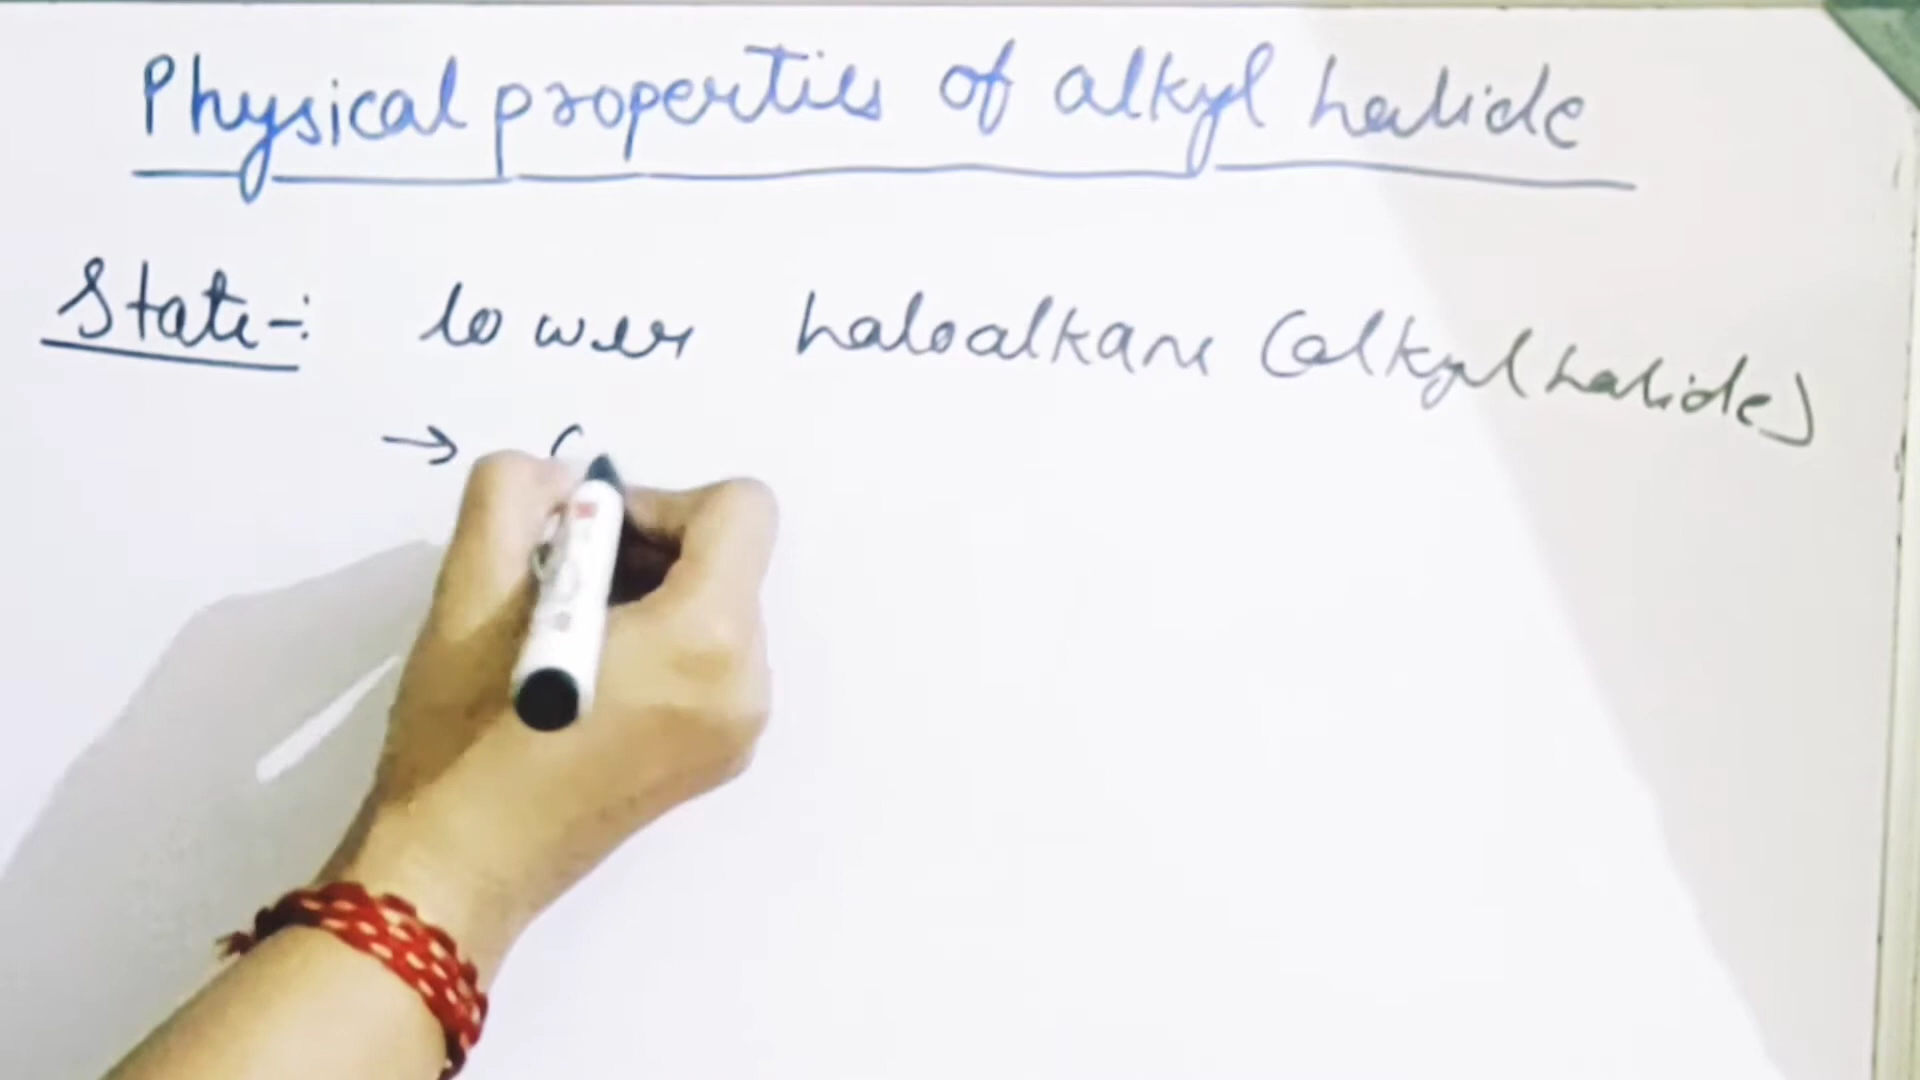 Physical properties of alkyl halide
State-: lower haloalkane (alkyl halide)
→